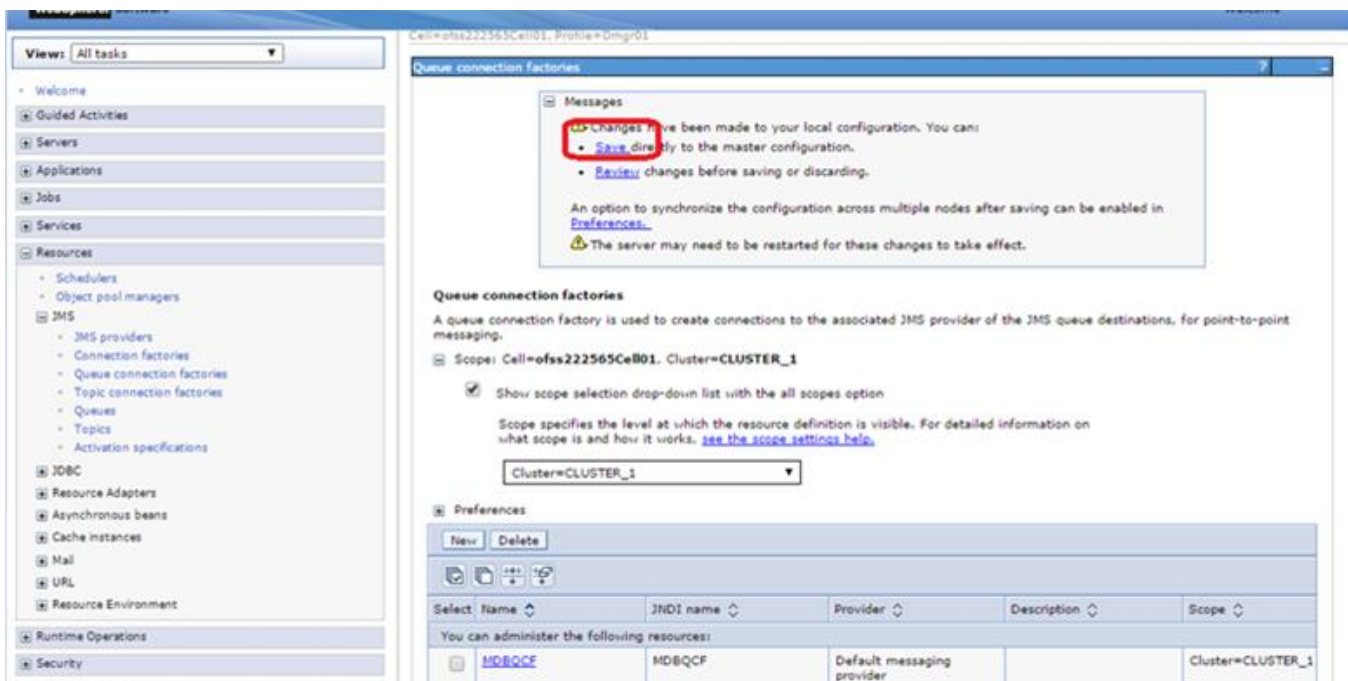 Cell=ofss222565Cell01, Profile=Dmgr01
View: All tasks
Welcome
Guided Activities
Servers
Applications
Jobs
Services
Resources
Schedulers
Object pool managers
JMS
JMS providers
Connection factories
Queue connection factories
Topic connection factories
Queues
Topics
Activation specifications
JDBC
Resource Adapters
Asynchronous beans
Cache instances
Mail
URL
Resource Environment
Runtime Operations
Security
Queue connection factories ? _
Messages
Changes have been made to your local configuration. You can:
Save directly to the master configuration.
Review changes before saving or discarding.
An option to synchronize the configuration across multiple nodes after saving can be enabled in
Preferences.
The server may need to be restarted for these changes to take effect.
Queue connection factories
A queue connection factory is used to create connections to the associated JMS provider of the JMS queue destinations, for point-to-point
messaging.
Scope: Cell=ofss222565Cell01, Cluster=CLUSTER_1
Show scope selection drop-down list with the all scopes option
Scope specifies the level at which the resource definition is visible. For detailed information on
what scope is and how it works, see the scope settings help.
Cluster=CLUSTER_1
Preferences
New Delete
Select Name JNDI name Provider Description Scope
You can administer the following resources:
MDBQCF MDBQCF Default messaging Cluster=CLUSTER_1
provider